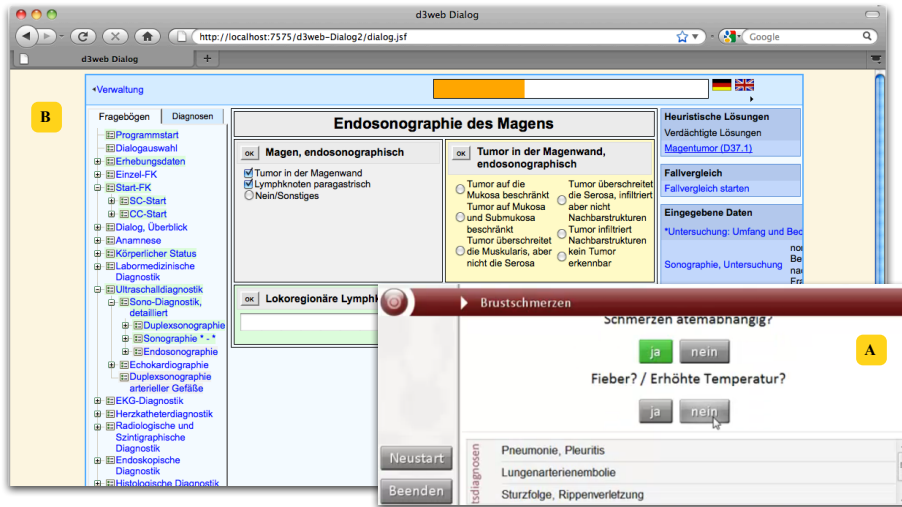 d3web Dialog
http://localhost:7575/d3web-Dialog2/dialog.jsf
Google
d3web Dialog
B
Verwaltung
Fragebögen Diagnosen
Programmstart
Dialogauswahl
Erhebungsdaten
Einzel-FK
Start-FK
SC-Start
CC-Start
Dialog, Überblick
Anamnese
Körperlicher Status
Labormedizinische
Diagnostik
Ultraschalldiagnostik
Sono-Diagnostik,
detailliert
Duplexsonographie
Sonographie * - *
Endosonographie
Echokardiographie
Duplexsonographie
arterieller Gefäße
EKG-Diagnostik
Herzkatheterdiagnostik
Radiologische und
Szintigraphische
Diagnostik
Endoskopische
Diagnostik
Histologische Diagnostik
Endosonographie des Magens
OK Magen, endosonographisch
Tumor in der Magenwand
Lymphknoten paragastrisch
Nein/Sonstiges
OK Tumor in der Magenwand,
endosonographisch
Tumor auf die
Mukosa beschränkt
Tumor auf Mukosa
und Submukosa
beschränkt
Tumor überschreitet
die Muskularis, aber
nicht die Serosa
Tumor überschreitet
die Serosa, infiltriert
aber nicht
Nachbarstrukturen
Tumor infiltriert
Nachbarstrukturen
kein Tumor
erkennbar
OK Lokoregionäre
Heuristische Lösungen
Verdächtigte Lösungen
Magentumor (D37.1)
Fallvergleich
Fallvergleich starten
Eingegebene Daten
*Untersuchung: Umfang und
Sonographie, Untersuchung
Brustschmerzen
A
Schmerzen atemabhängig?
ja nein
Fieber? / Erhöhte Temperatur?
ja nein
Neustart
Beenden
Pneumonie, Pleuritis
Lungenarterienembolie
Sturzfolge, Rippenverletzung